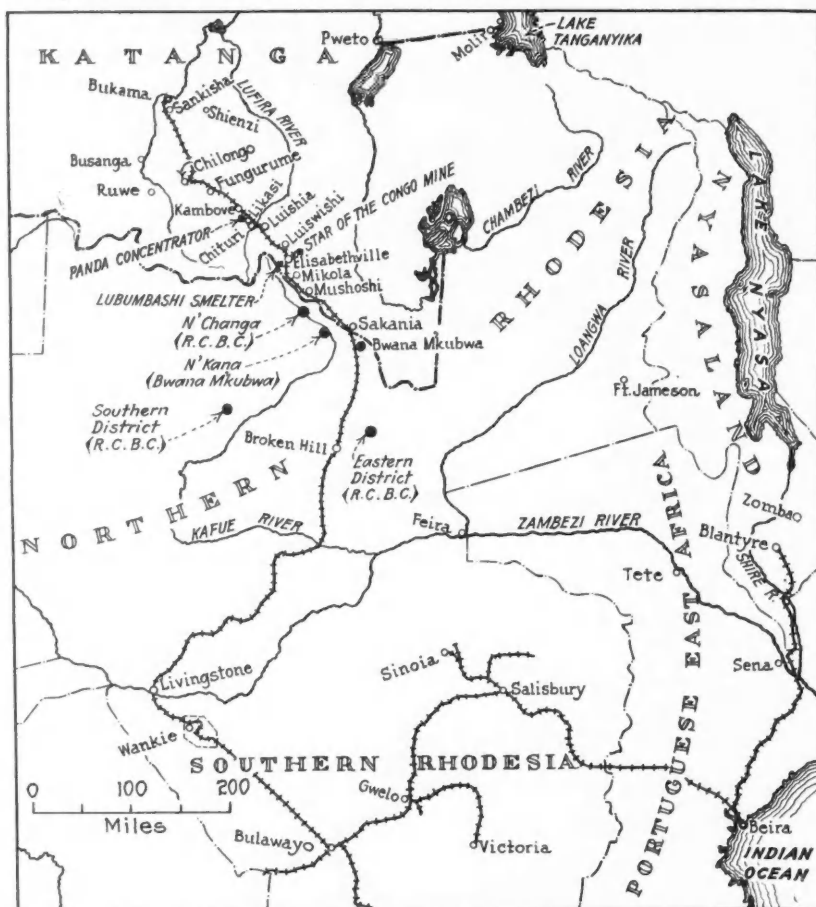 KATANGA
Pweto
Molir
LAKE
TANGANYIKA
Bukama
Sankisha
Shienzi
LUFIRA RIVER
Busanga
Ruwe
Chilongo
Fungurume
Kambove
Likasi
Luishia
Luiswishi
STAR OF THE CONGO MINE
PANDA CONCENTRATOR
Chituru
Elisabethville
Mikola
Mushoshi
LUBUMBASHI SMELTER
CHAMBEZI RIVER
RHODESIA
NYASALAND
LAKE NYASA
LOANGWA RIVER
N'Changa
(R.C.B.C.)
Sakania
Bwana Mkubwa
N'Kana
(Bwana Mkubwa)
Ft. Jameson
Southern
District
(R.C.B.C.)
Broken Hill
Eastern
District
(R.C.B.C.)
NORTHERN
KAFUE RIVER
Feira
ZAMBEZI RIVER
Zomba
Blantyre
SHIRE R.
Tete
PORTUGUESE EAST AFRICA
Sena
Livingstone
Sinoia
Salisbury
Wankie
SOUTHERN RHODESIA
0 100 200
Miles
Gwelo
Bulawayo
Victoria
Beira
INDIAN
OCEAN